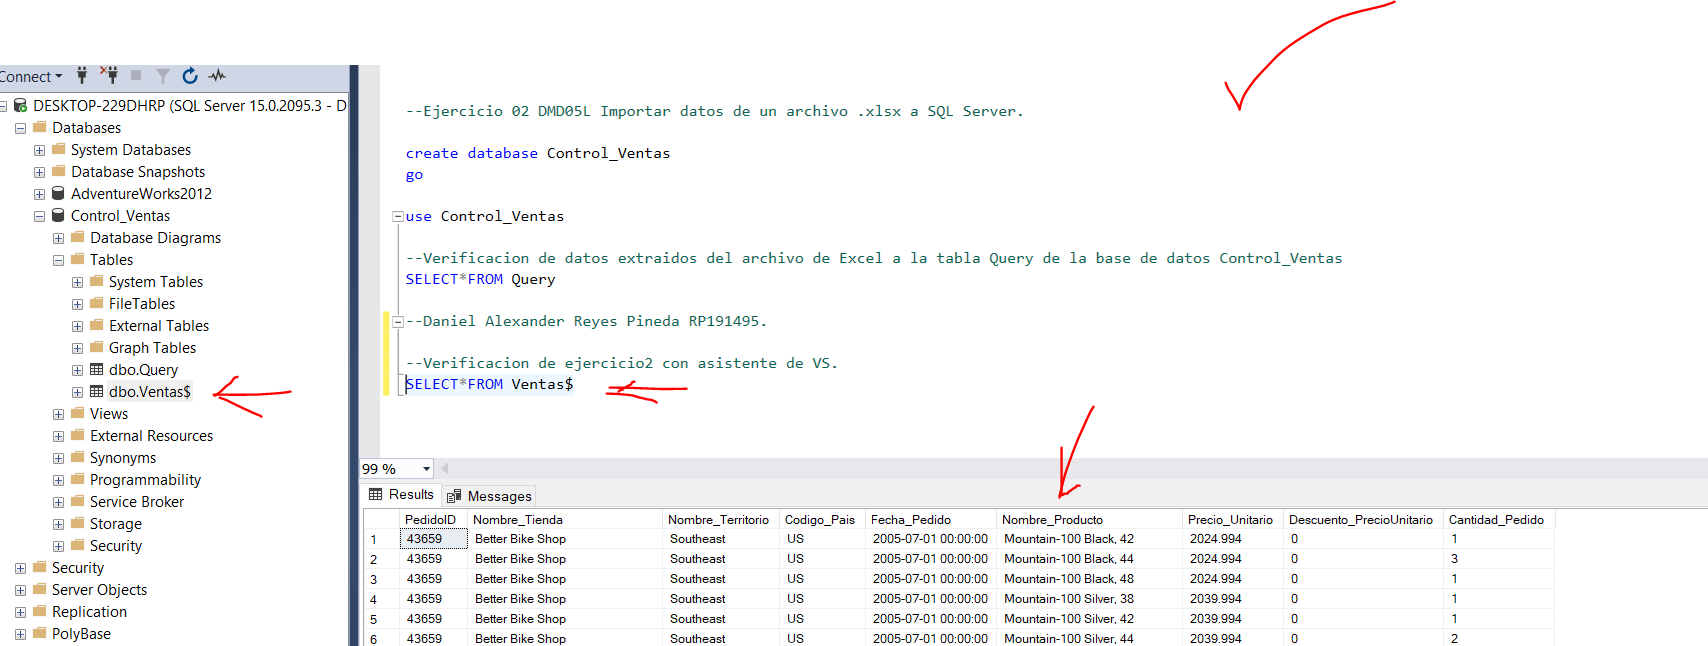 Connect
DESKTOP-229DHRP (SQL Server 15.0.2095.3 - D
Databases
System Databases
Database Snapshots
AdventureWorks2012
Control_Ventas
Database Diagrams
Tables
System Tables
FileTables
External Tables
Graph Tables
dbo.Query
dbo.Ventas$
Views
External Resources
Synonyms
Programmability
Service Broker
Storage
Security
Security
Server Objects
Replication
PolyBase
--Ejercicio 02 DMD05L Importar datos de un archivo .xlsx a SQL Server.
create database Control_Ventas
go
use Control_Ventas
--Verificacion de datos extraidos del archivo de Excel a la tabla Query de la base de datos Control_Ventas
SELECT*FROM Query
--Daniel Alexander Reyes Pineda RP191495.
--Verificacion de ejercicio2 con asistente de VS.
SELECT*FROM Ventas$
99 %
Results Messages
PedidoID Nombre_Tienda Nombre_Territorio Codigo_Pais Fecha_Pedido Nombre_Producto Precio_Unitario Descuento_PrecioUnitario Cantidad_Pedido
1 43659 Better Bike Shop Southeast US 2005-07-01 00:00:00 Mountain-100 Black, 42 2024.994 0 1
2 43659 Better Bike Shop Southeast US 2005-07-01 00:00:00 Mountain-100 Black, 44 2024.994 0 3
3 43659 Better Bike Shop Southeast US 2005-07-01 00:00:00 Mountain-100 Black, 48 2024.994 0 1
4 43659 Better Bike Shop Southeast US 2005-07-01 00:00:00 Mountain-100 Silver, 38 2039.994 0 1
5 43659 Better Bike Shop Southeast US 2005-07-01 00:00:00 Mountain-100 Silver, 42 2039.994 0 1
6 43659 Better Bike Shop Southeast US 2005-07-01 00:00:00 Mountain-100 Silver, 44 2039.994 0 2